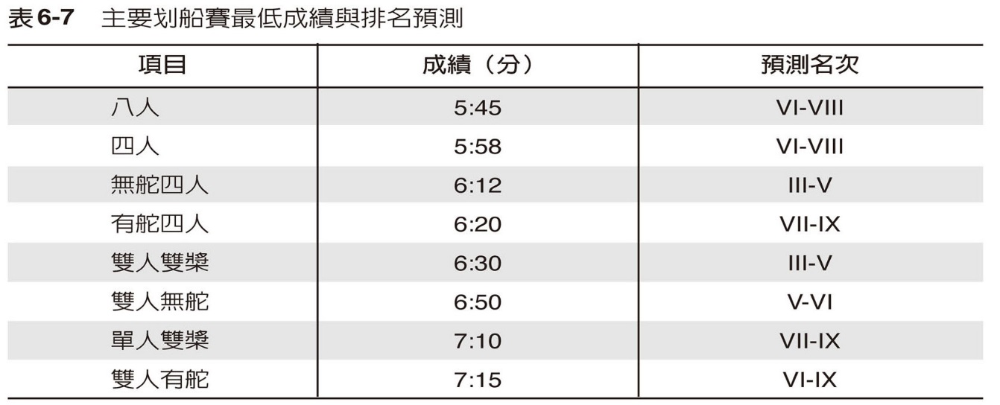 表6-7 主要划船賽最低成績與排名預測
項目 成績（分） 預測名次
八人 5:45 VI-VIII
四人 5:58 VI-VIII
無舵四人 6:12 III-V
有舵四人 6:20 VII-IX
雙人雙槳 6:30 III-V
雙人無舵 6:50 V-VI
單人雙槳 7:10 VII-IX
雙人有舵 7:15 VI-IX